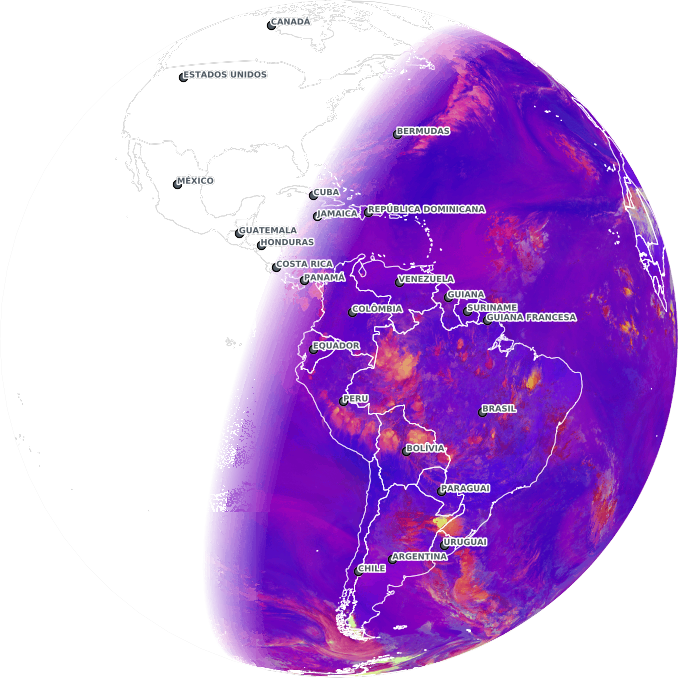 CANADÁ
ESTADOS UNIDOS
BERMUDAS
MÉXICO
CUBA
JAMAICA
REPÚBLICA DOMINICANA
GUATEMALA
HONDURAS
COSTA RICA
PANAMÁ
VENEZUELA
GUIANA
SURINAME
COLÔMBIA
GUIANA FRANCESA
EQUADOR
PERU
BRASIL
BOLÍVIA
PARAGUAI
URUGUAI
ARGENTINA
CHILE